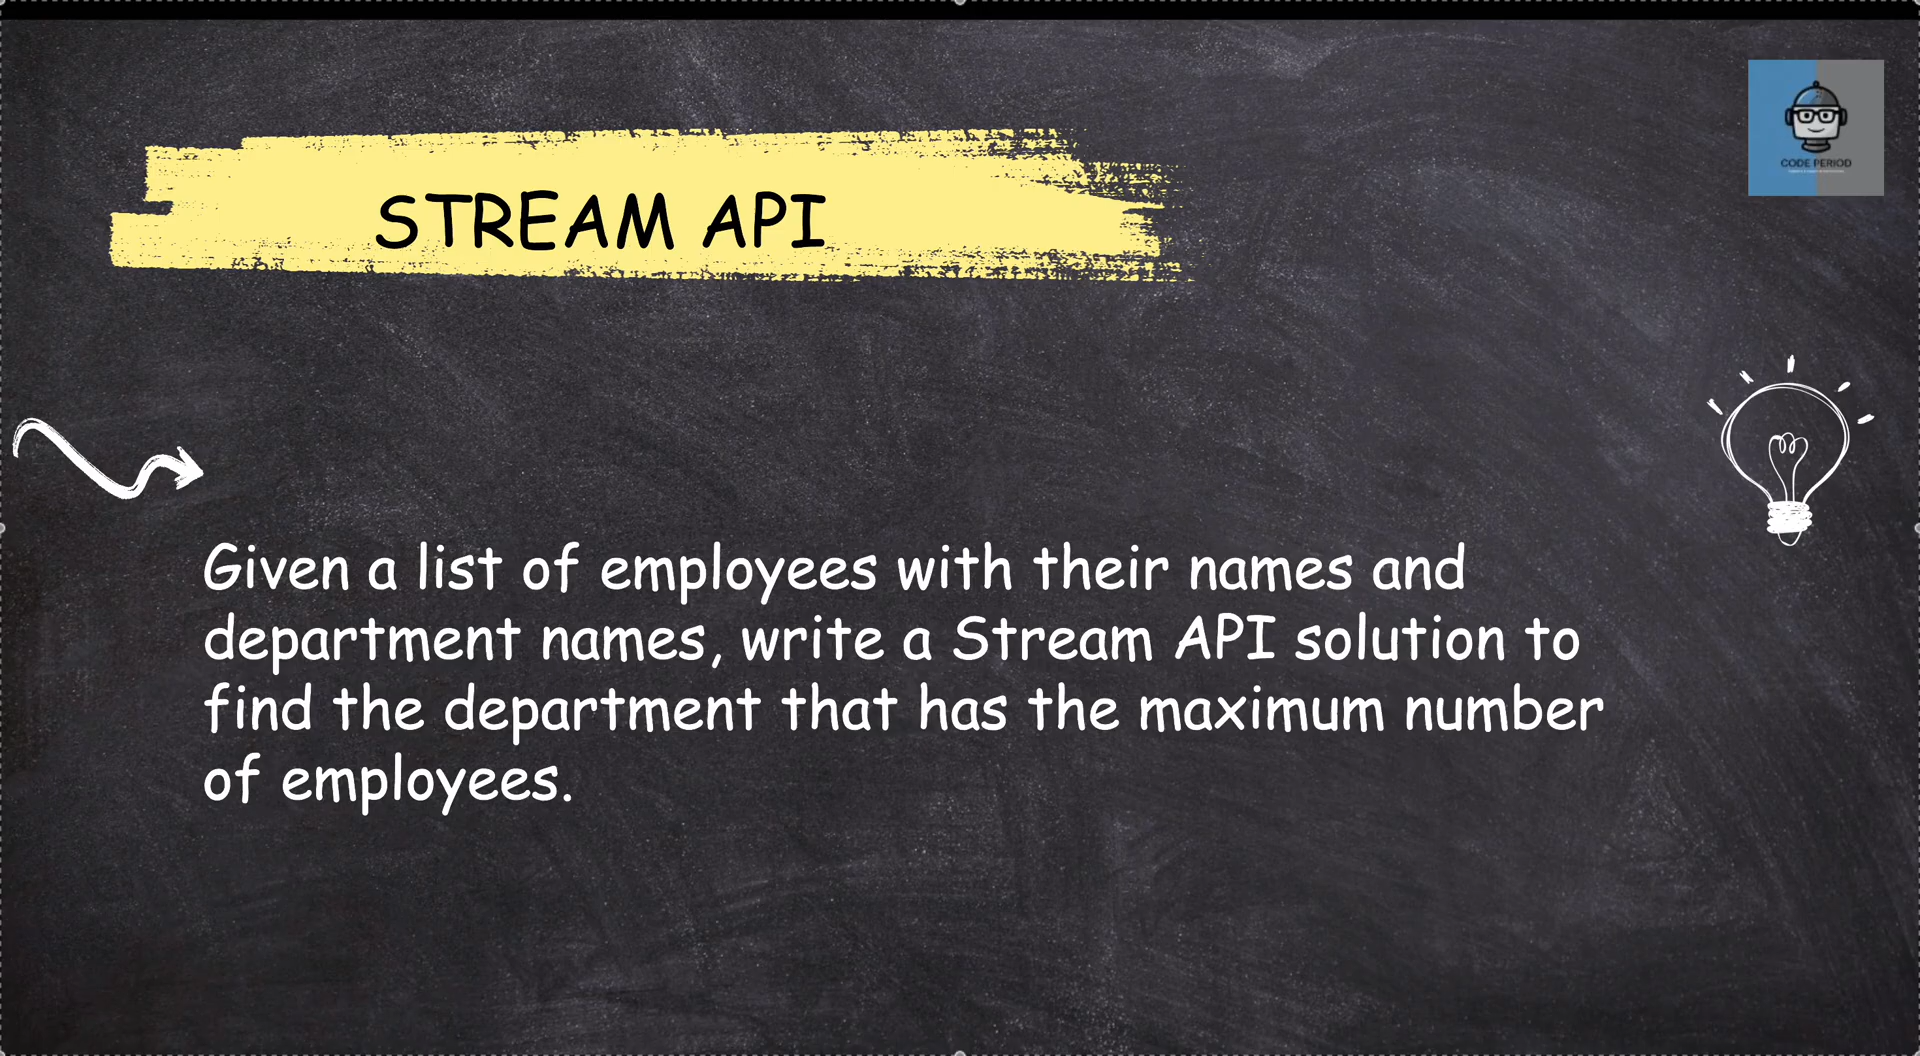 CODE PERIOD
STREAM API
Given a list of employees with their names and
department names, write a Stream API solution to
find the department that has the maximum number
of employees.